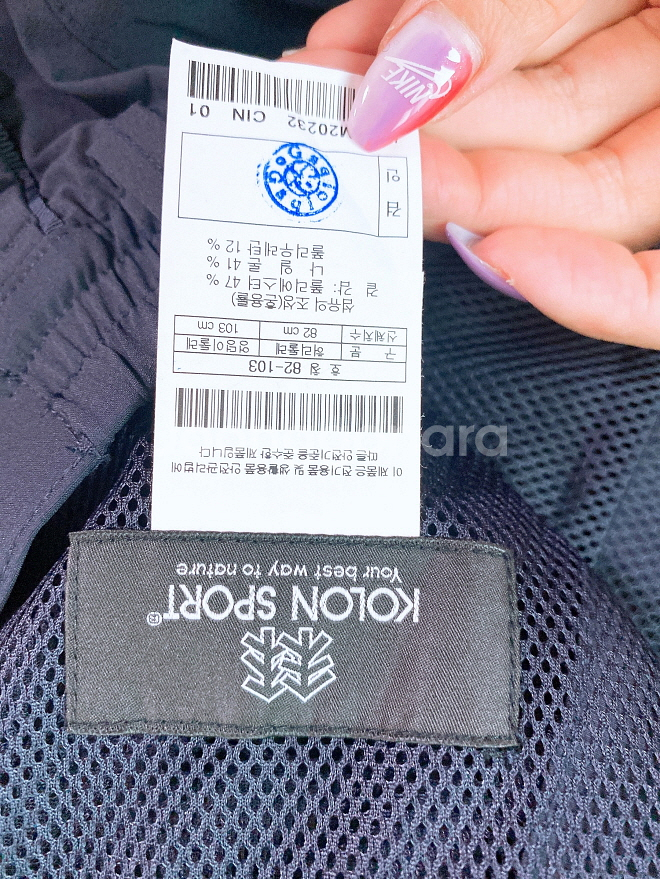 KOLON SPORT®
Your best way to nature
이 제품은 전기용품 및 생활용품 안전관리법에
따른 안전기준을 준수한 제품입니다
호 칭 82-103
구 분 허리둘레 엉덩이둘레
신체치수 82 cm 103 cm
섬유의 조성(혼용률)
겉 감: 폴리에스터 47 %
나 일 론 41 %
폴리우레탄 12 %
검 인
M20232 CIN 01
NIKE
ara